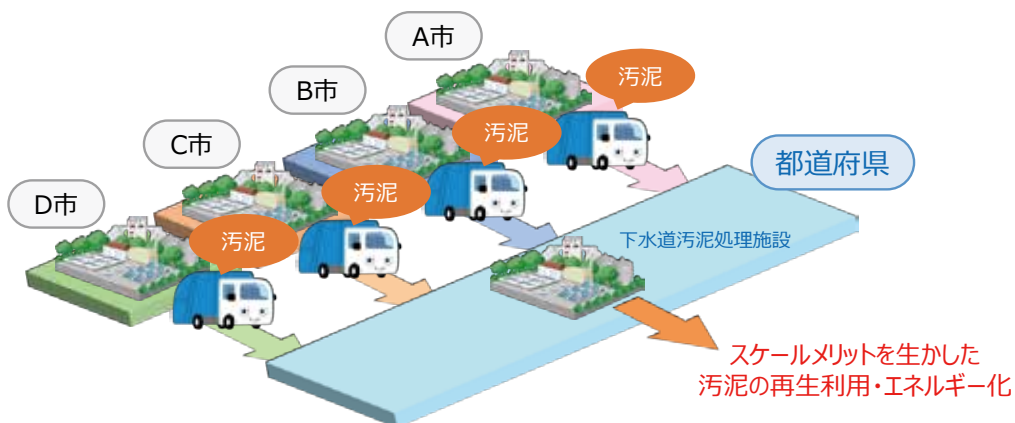 A市
汚泥
B市
汚泥
都道府県
C市
汚泥
D市
汚泥
下水道汚泥処理施設
スケールメリットを生かした
汚泥の再生利用・エネルギー化